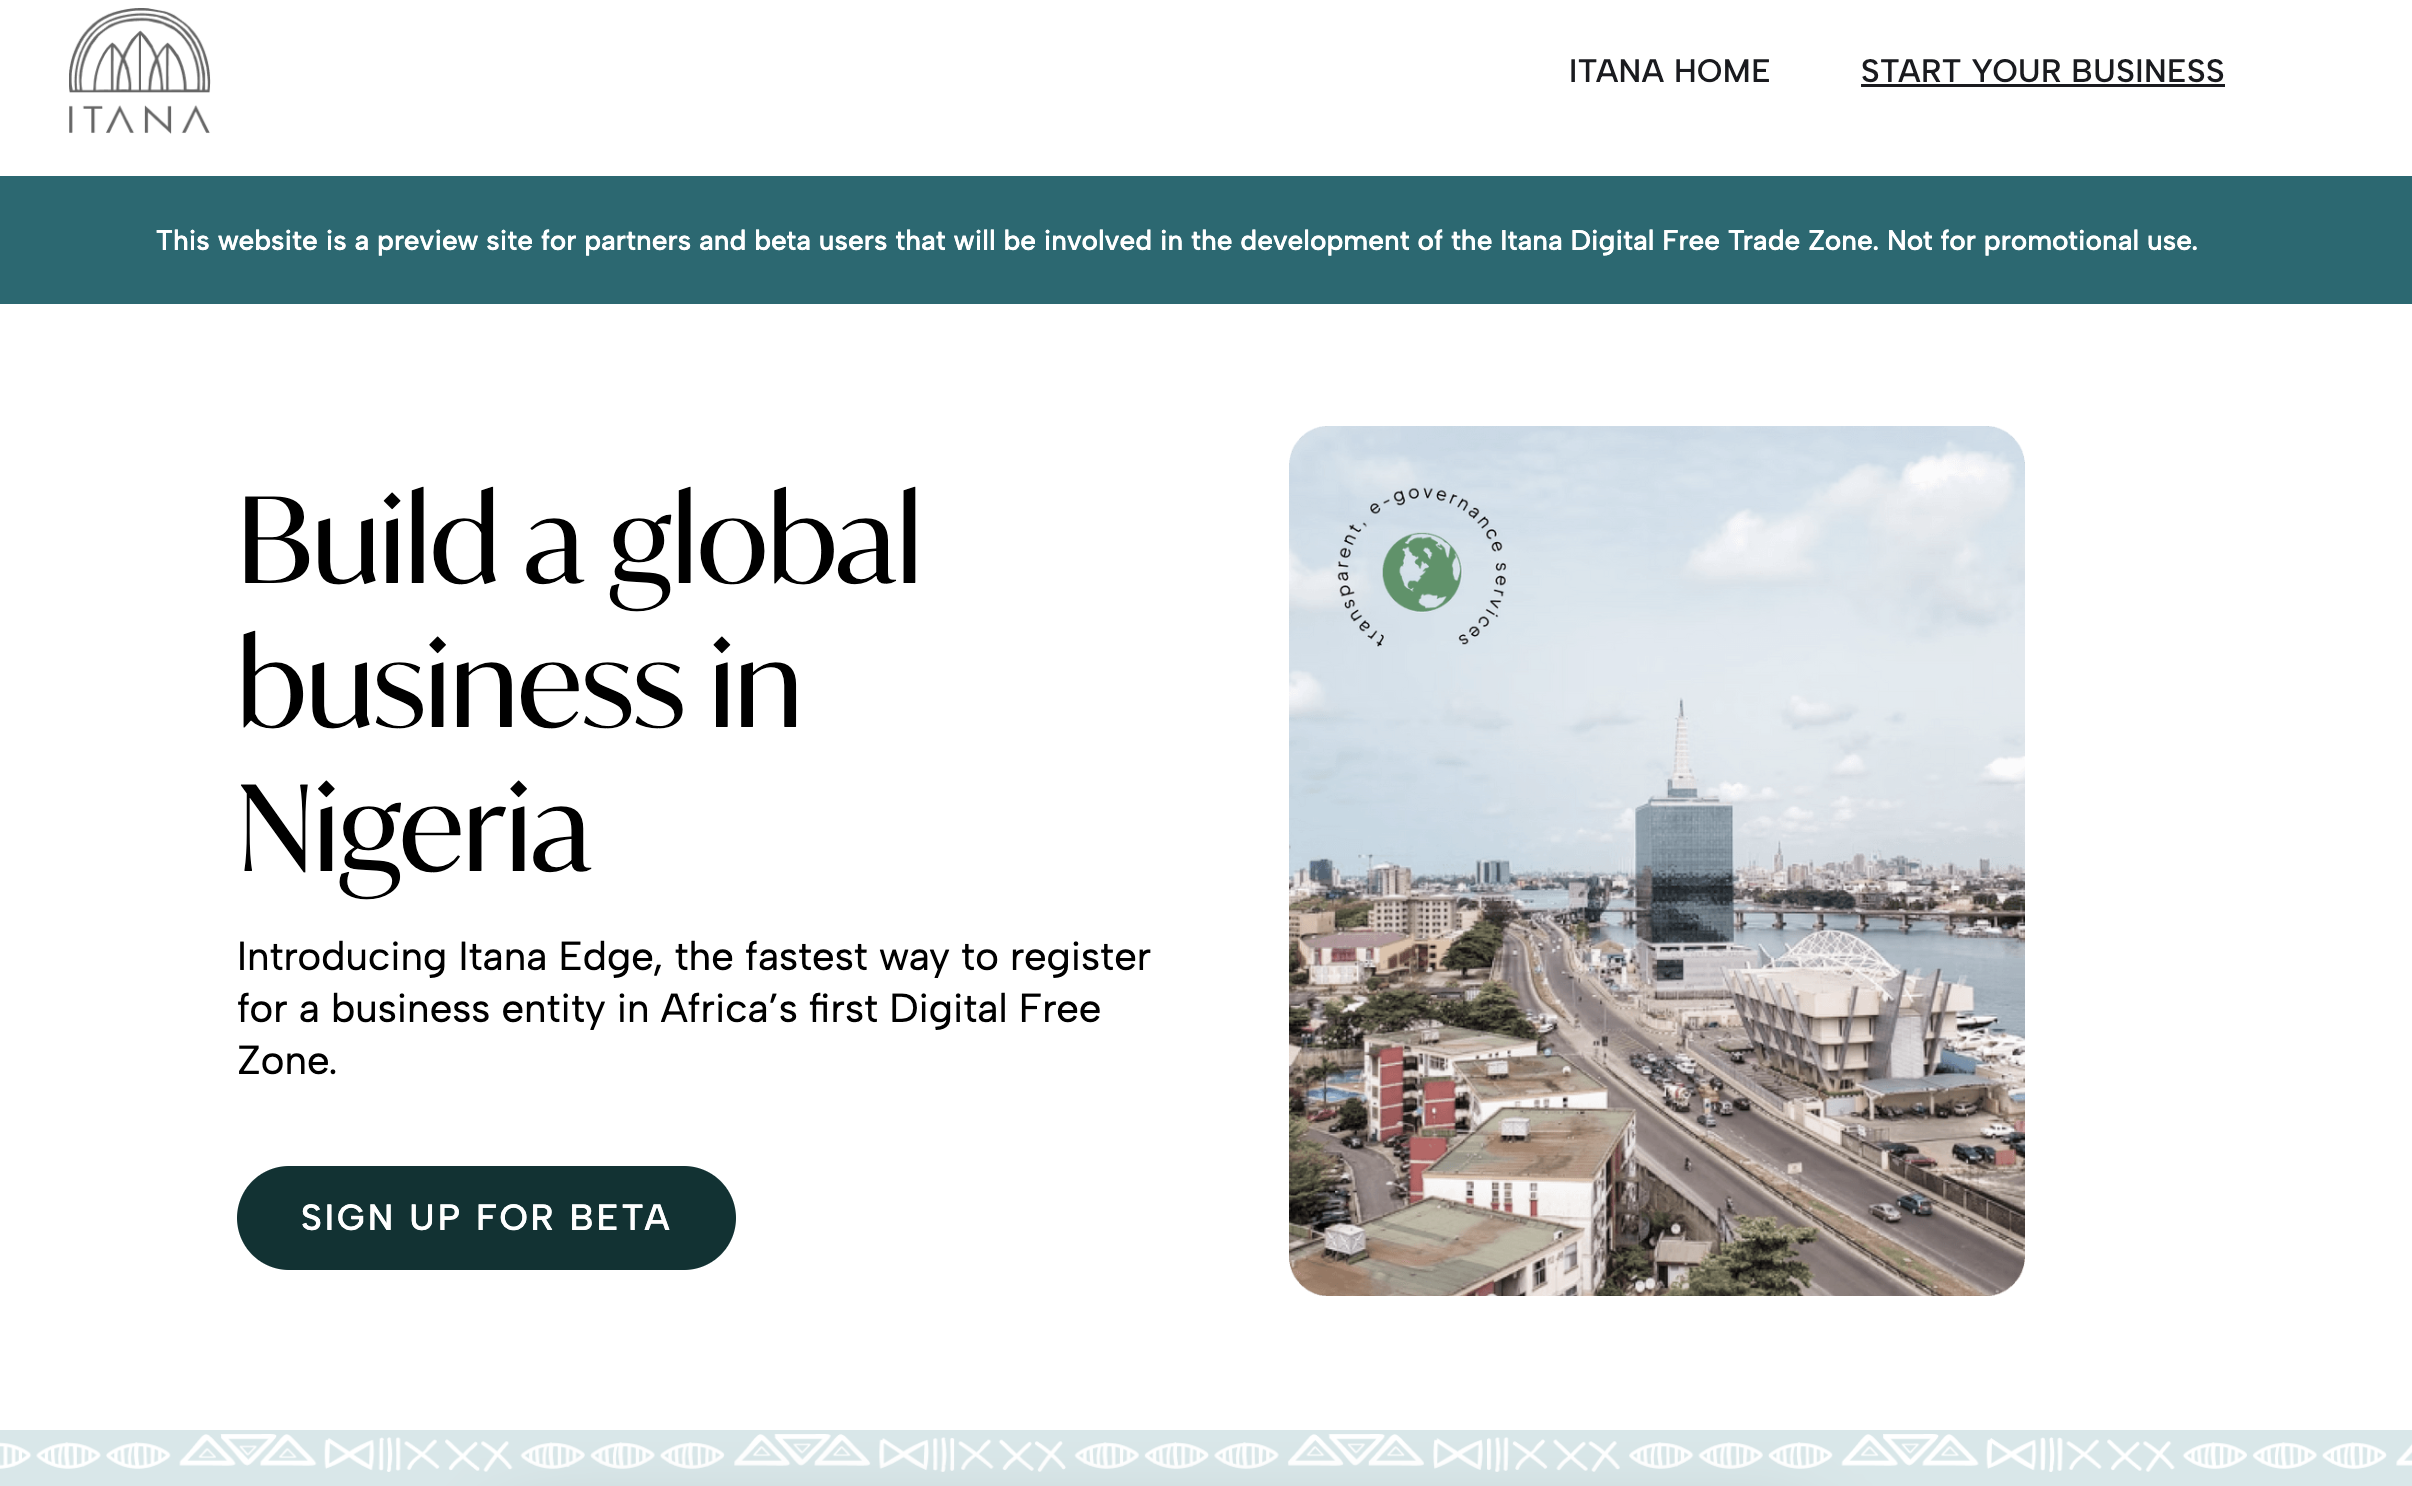 ITANA
ITANA HOME
START YOUR BUSINESS
This website is a preview site for partners and beta users that will be involved in the development of the Itana Digital Free Trade Zone. Not for promotional use.
Build a global
business in
Nigeria
Introducing Itana Edge, the fastest way to register
for a business entity in Africa’s first Digital Free
Zone.
SIGN UP FOR BETA
transparent, e-governance services